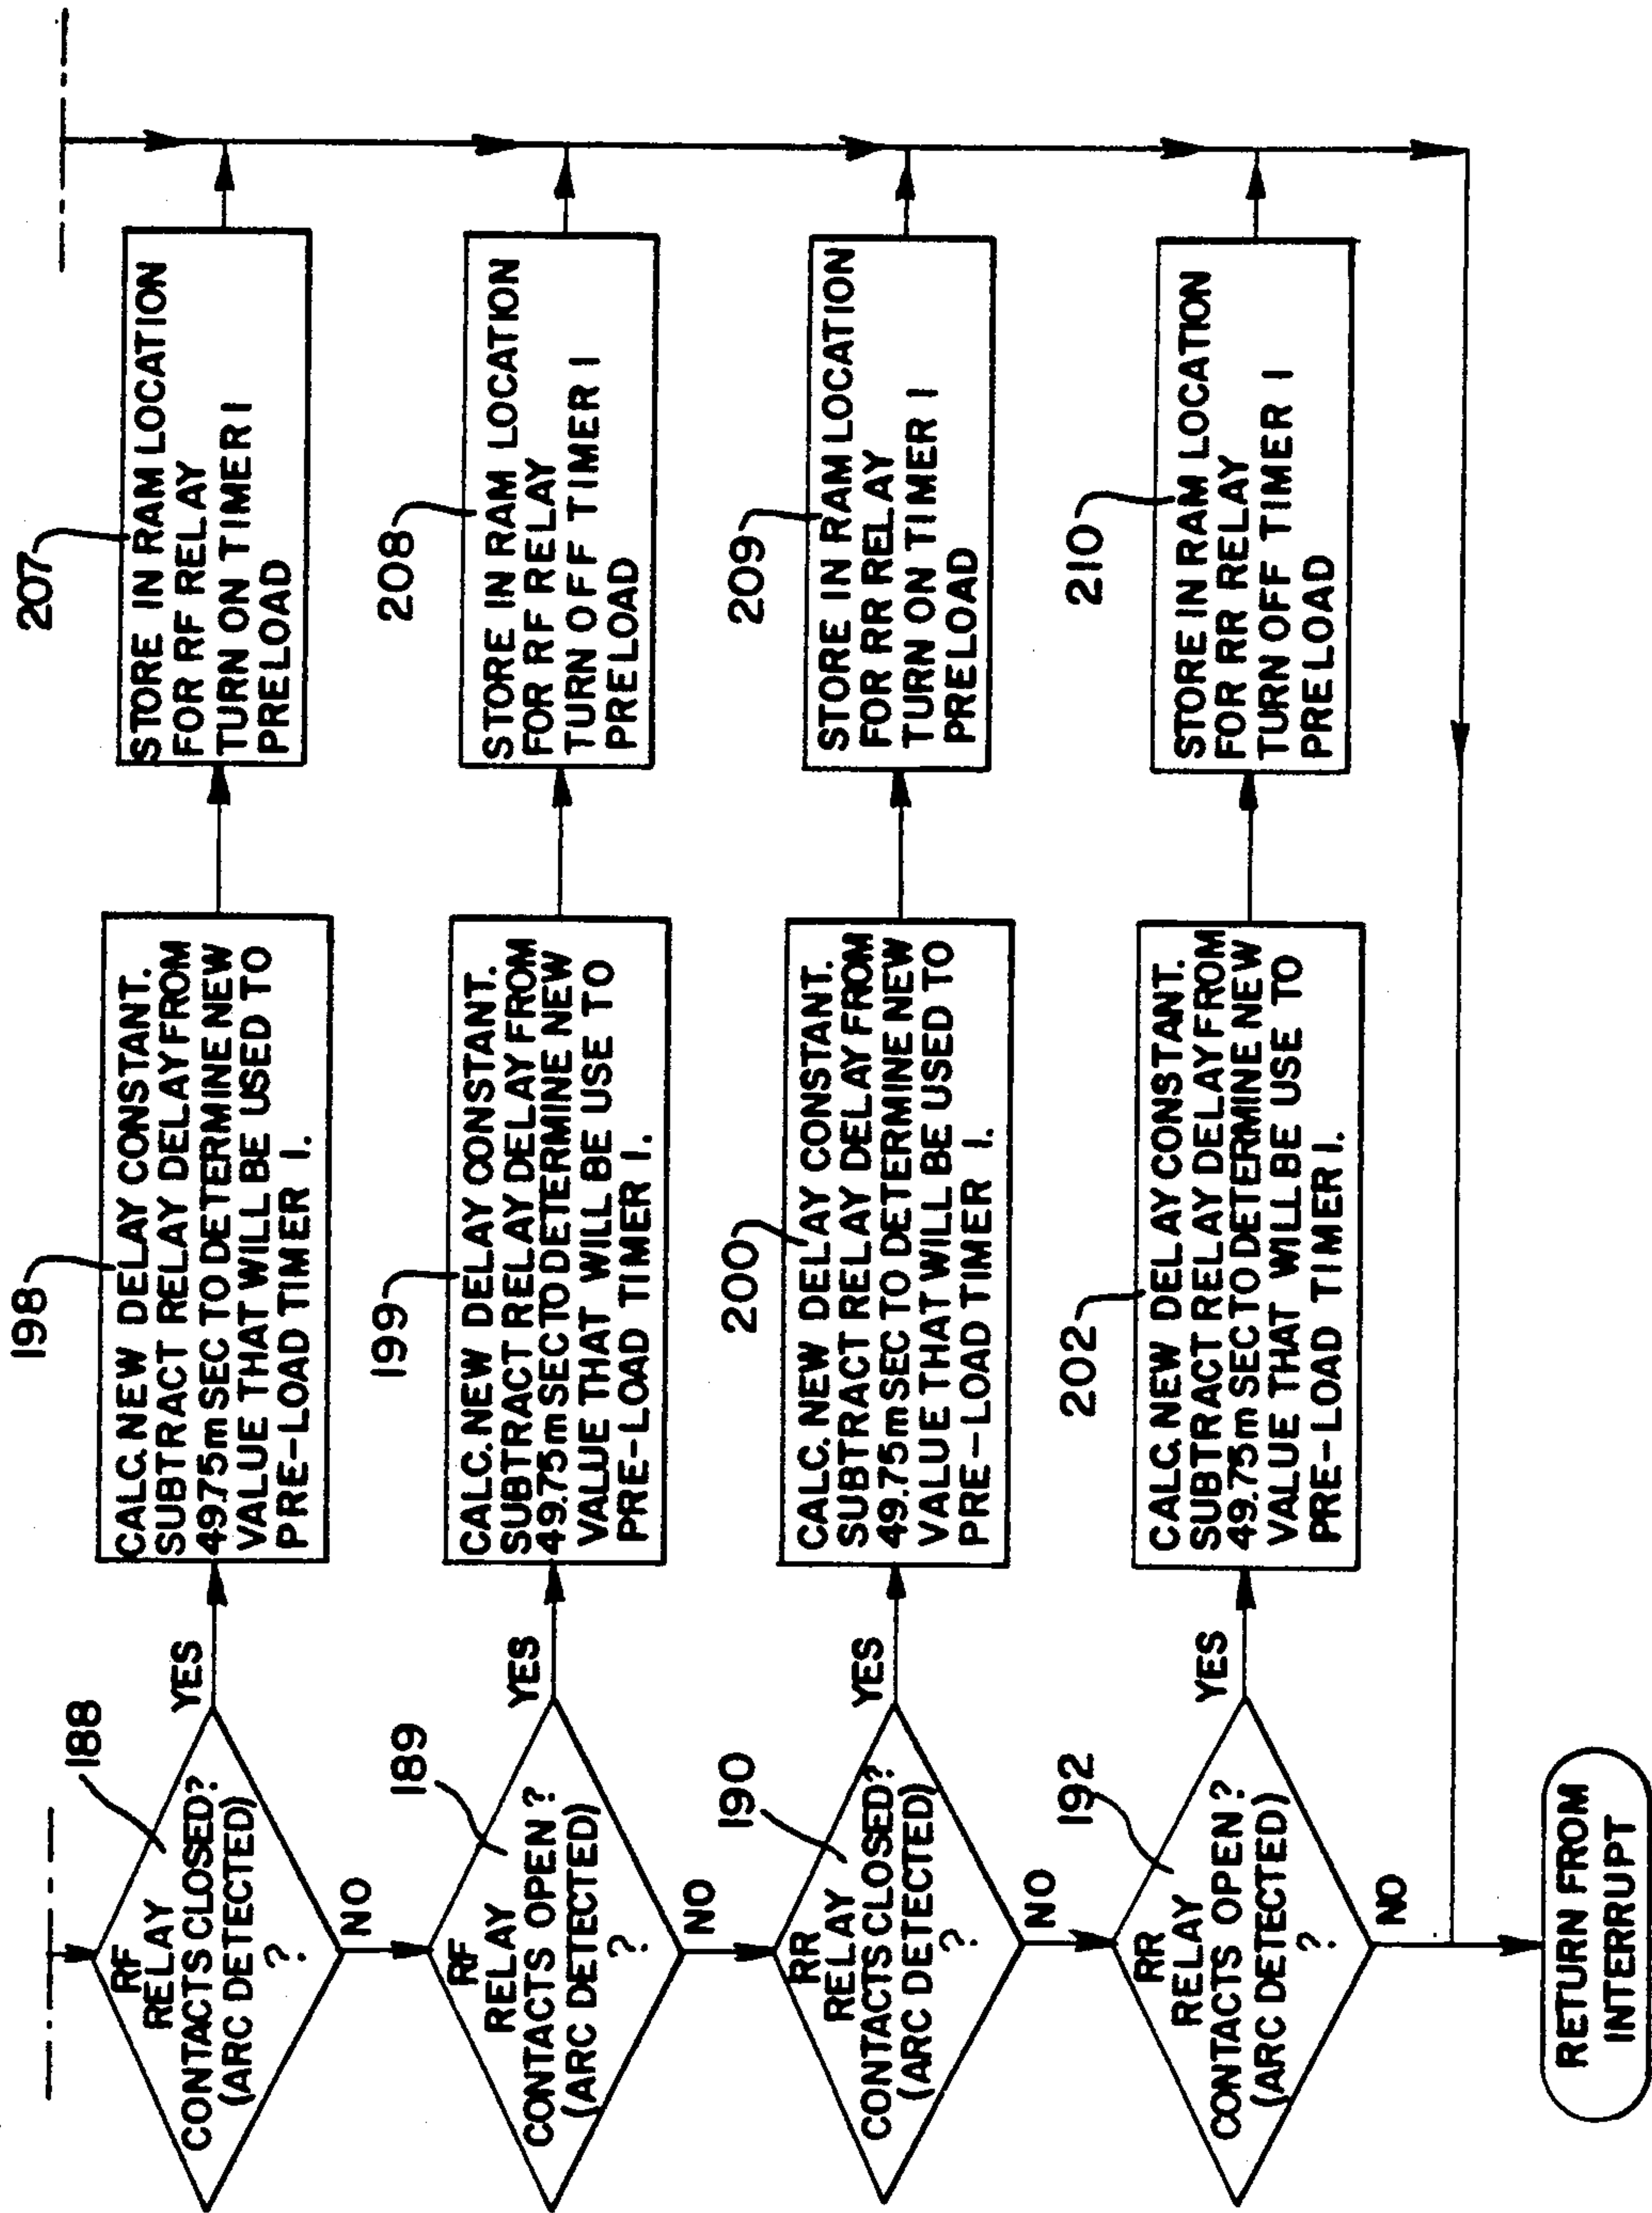 188
RF
RELAY
CONTACTS CLOSED?
(ARC DETECTED)
?
YES
NO
198
CALC. NEW DELAY CONSTANT.
SUBTRACT RELAY DELAY FROM
49.75mSEC TO DETERMINE NEW
VALUE THAT WILL BE USED TO
PRE-LOAD TIMER 1.
207
STORE IN RAM LOCATION
FOR RF RELAY
TURN ON TIMER 1
PRELOAD
189
RF
RELAY
CONTACTS OPEN?
(ARC DETECTED)
?
YES
NO
199
CALC. NEW DELAY CONSTANT.
SUBTRACT RELAY DELAY FROM
49.75mSEC TO DETERMINE NEW
VALUE THAT WILL BE USE TO
PRE-LOAD TIMER 1.
208
STORE IN RAM LOCATION
FOR RF RELAY
TURN OFF TIMER 1
PRELOAD
190
RR
RELAY
CONTACTS CLOSED?
(ARC DETECTED)
?
YES
NO
200
CALC. NEW DELAY CONSTANT.
SUBTRACT RELAY DELAY FROM
49.75mSEC TO DETERMINE NEW
VALUE THAT WILL BE USED TO
PRE-LOAD TIMER 1.
209
STORE IN RAM LOCATION
FOR RR RELAY
TURN ON TIMER 1
PRELOAD
192
RR
RELAY
CONTACTS OPEN?
(ARC DETECTED)
?
YES
NO
202
CALC. NEW DELAY CONSTANT.
SUBTRACT RELAY DELAY FROM
49.75mSEC TO DETERMINE NEW
VALUE THAT WILL BE USE TO
PRE-LOAD TIMER 1.
210
STORE IN RAM LOCATION
FOR RR RELAY
TURN OFF TIMER 1
PRELOAD
RETURN FROM
INTERRUPT